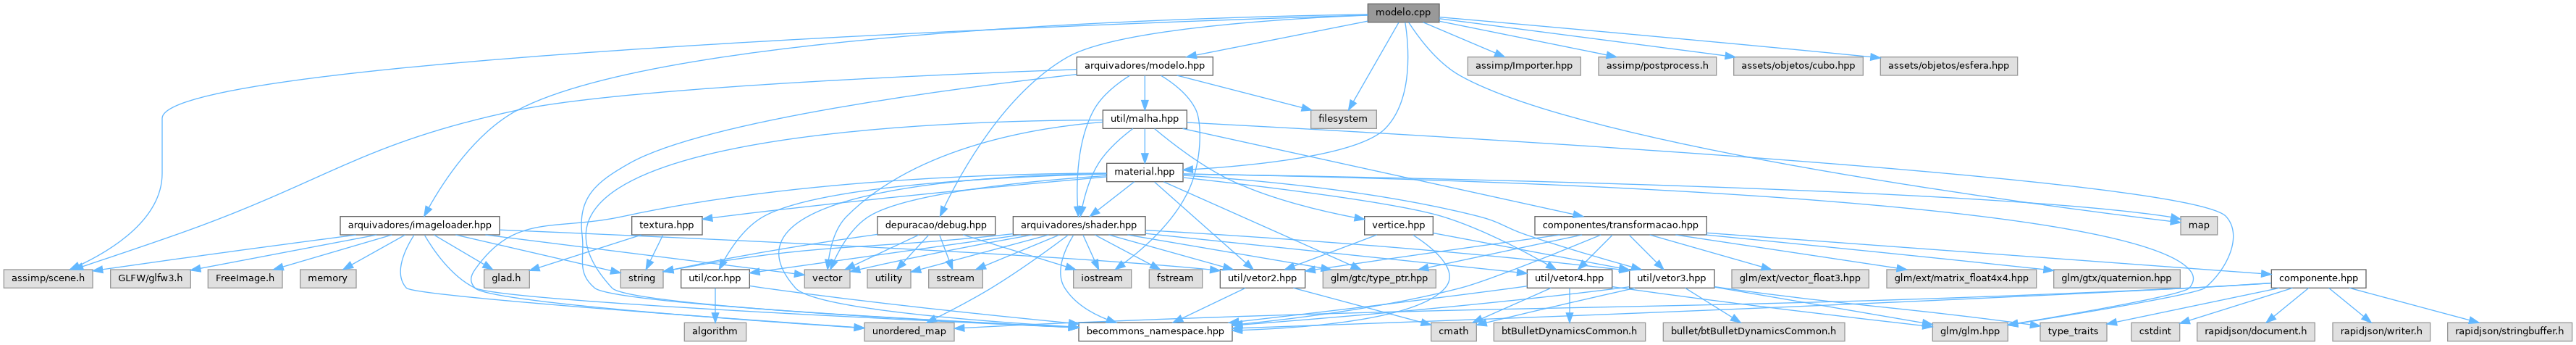 modelo.cpp
arquivadores/modelo.hpp
assimp/Importer.hpp
assimp/postprocess.h
assets/objetos/cubo.hpp
assets/objetos/esfera.hpp
util/malha.hpp
filesystem
material.hpp
arquivadores/imageloader.hpp
textura.hpp
depuracao/debug.hpp
arquivadores/shader.hpp
vertice.hpp
componentes/transformacao.hpp
map
assimp/scene.h
GLFW/glfw3.h
FreeImage.h
memory
glad.h
string
util/cor.hpp
vector
utility
sstream
iostream
fstream
util/vetor2.hpp
glm/gtc/type_ptr.hpp
util/vetor4.hpp
util/vetor3.hpp
glm/ext/vector_float3.hpp
glm/ext/matrix_float4x4.hpp
glm/gtx/quaternion.hpp
componente.hpp
algorithm
unordered_map
becommons_namespace.hpp
cmath
btBulletDynamicsCommon.h
bullet/btBulletDynamicsCommon.h
glm/glm.hpp
type_traits
cstdint
rapidjson/document.h
rapidjson/writer.h
rapidjson/stringbuffer.h